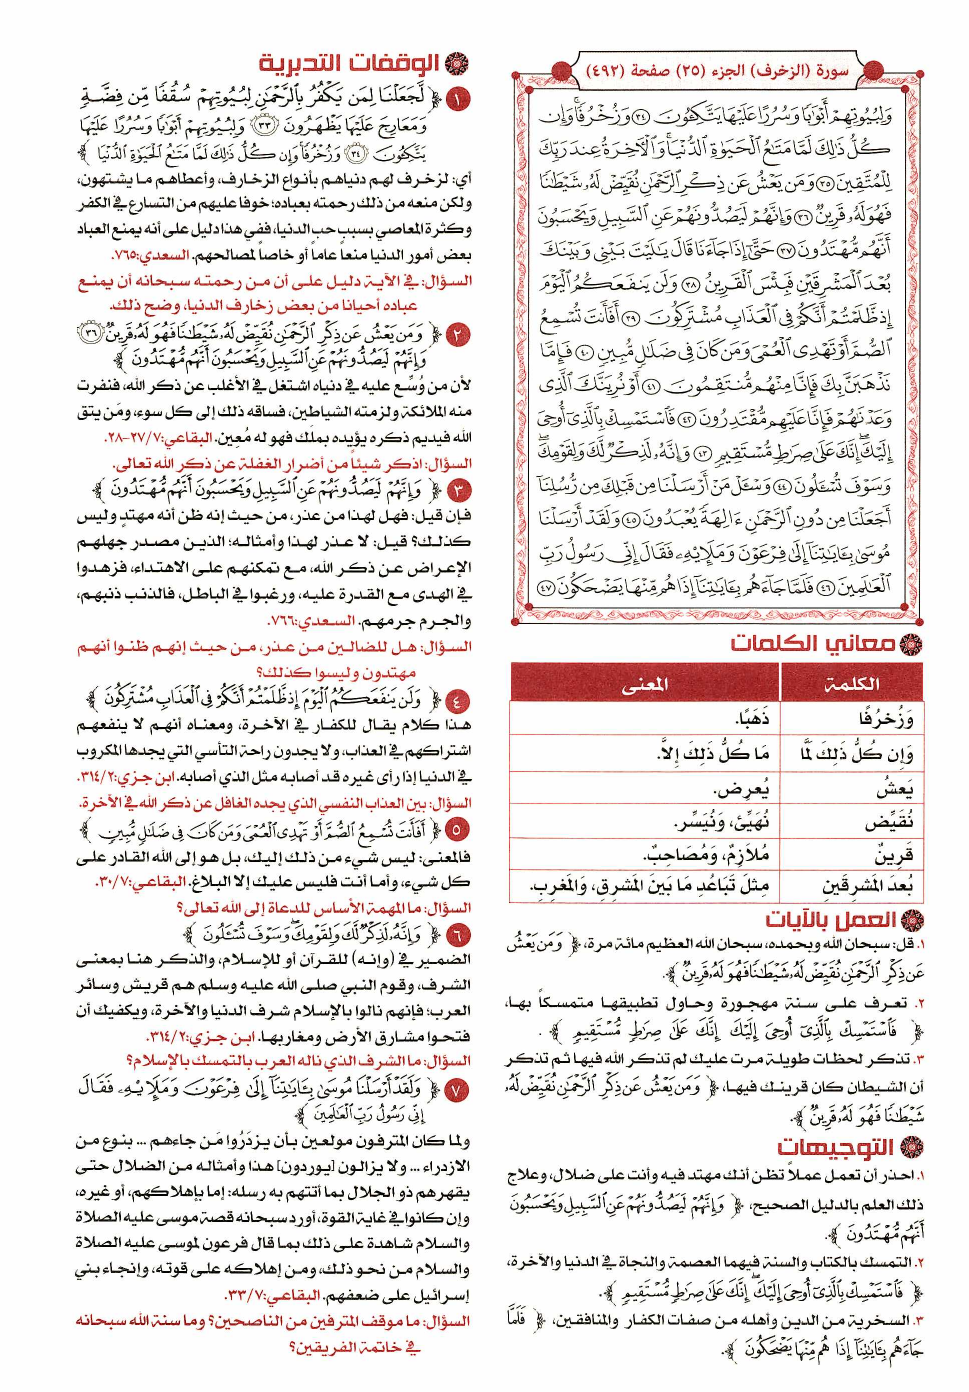 سورة (الزخرف) الجزء (٢٥) صفحة (٤٩٢)
وَلِبُيُوتِهِمْ أَبْوَٰبًا وَسُرُرًا عَلَيْهَا يَتَّكِـُٔونَ ٣٤ وَزُخْرُفًا ۚ وَإِن
كُلُّ ذَٰلِكَ لَمَّا مَتَـٰعُ ٱلْحَيَوٰةِ ٱلدُّنْيَا ۚ وَٱلْـَٔاخِرَةُ عِندَ رَبِّكَ
لِلْمُتَّقِينَ ٣٥ وَمَن يَعْشُ عَن ذِكْرِ ٱلرَّحْمَـٰنِ نُقَيِّضْ لَهُۥ شَيْطَـٰنًا
فَهُوَ لَهُۥ قَرِينٌ ٣٦ وَإِنَّهُمْ لَيَصُدُّونَهُمْ عَنِ ٱلسَّبِيلِ وَيَحْسَبُونَ
أَنَّهُم مُّهْتَدُونَ ٣٧ حَتَّىٰٓ إِذَا جَآءَنَا قَالَ يَـٰلَيْتَ بَيْنِى وَبَيْنَكَ
بُعْدَ ٱلْمَشْرِقَيْنِ فَبِئْسَ ٱلْقَرِينُ ٣٨ وَلَن يَنفَعَكُمُ ٱلْيَوْمَ
إِذ ظَّلَمْتُمْ أَنَّكُمْ فِى ٱلْعَذَابِ مُشْتَرِكُونَ ٣٩ أَفَأَنتَ تُسْمِعُ
ٱلصُّمَّ أَوْ تَهْدِى ٱلْعُمْىَ وَمَن كَانَ فِى ضَلَـٰلٍ مُّبِينٍ ٤٠ فَإِمَّا
نَذْهَبَنَّ بِكَ فَإِنَّا مِنْهُم مُّنتَقِمُونَ ٤١ أَوْ نُرِيَنَّكَ ٱلَّذِى
وَعَدْنَـٰهُمْ فَإِنَّا عَلَيْهِم مُّقْتَدِرُونَ ٤٢ فَٱسْتَمْسِكْ بِٱلَّذِىٓ أُوحِىَ
إِلَيْكَ ۖ إِنَّكَ عَلَىٰ صِرَٰطٍ مُّسْتَقِيمٍ ٤٣ وَإِنَّهُۥ لَذِكْرٌ لَّكَ وَلِقَوْمِكَ ۖ
وَسَوْفَ تُسْـَٔلُونَ ٤٤ وَسْـَٔلْ مَنْ أَرْسَلْنَا مِن قَبْلِكَ مِن رُّسُلِنَآ
أَجَعَلْنَا مِن دُونِ ٱلرَّحْمَـٰنِ ءَالِهَةً يُعْبَدُونَ ٤٥ وَلَقَدْ أَرْسَلْنَا
مُوسَىٰ بِـَٔايَـٰتِنَآ إِلَىٰ فِرْعَوْنَ وَمَلَإِي۟هِۦ فَقَالَ إِنِّى رَسُولُ رَبِّ
ٱلْعَـٰلَمِينَ ٤٦ فَلَمَّا جَآءَهُم بِـَٔايَـٰتِنَآ إِذَا هُم مِّنْهَا يَضْحَكُونَ ٤٧
معاني الكلمات
الكلمة المعنى
وَزُخْرُفًا ذَهَبًا.
وَإِن كُلُّ ذَلِكَ لَمَّا مَا كُلُّ ذَلِكَ إِلاَّ.
يَعْشُ يُعرِض.
نُقَيِّض نُهَيِّئ، وَنُيَسِّر.
قَرِينٌ مُلاَزِمٌ، وَمُصَاحِبٌ.
بُعدَ المَشرِقَينِ مِثلَ تَبَاعُدِ مَا بَينَ المَشرِقِ، وَالمَغرِبِ.
العمل بالآيات
١. قل: سبحان الله وبحمده، سبحان الله العظيم مائة مرة، ﴿ وَمَن يَعْشُ
عَن ذِكْرِ ٱلرَّحْمَـٰنِ نُقَيِّضْ لَهُۥ شَيْطَـٰنًا فَهُوَ لَهُۥ قَرِينٌ ﴾.
٢. تعرف على سنة مهجورة وحاول تطبيقها متمسكاً بها،
﴿ فَٱسْتَمْسِكْ بِٱلَّذِىٓ أُوحِىَ إِلَيْكَ إِنَّكَ عَلَىٰ صِرَٰطٍ مُّسْتَقِيمٍ ﴾ .
٣. تذكر لحظات طويلة مرت عليك لم تذكر الله فيها ثم تذكر
أن الشيطان كان قرينك فيها، ﴿ وَمَن يَعْشُ عَن ذِكْرِ ٱلرَّحْمَـٰنِ نُقَيِّضْ لَهُۥ
شَيْطَـٰنًا فَهُوَ لَهُۥ قَرِينٌ ﴾.
التوجيهات
١. احذر أن تعمل عملاً تظن أنك مهتد فيه وأنت على ضلال، وعلاج
ذلك العلم بالدليل الصحيح، ﴿ وَإِنَّهُمْ لَيَصُدُّونَهُمْ عَنِ ٱلسَّبِيلِ وَيَحْسَبُونَ
أَنَّهُم مُّهْتَدُونَ ﴾.
٢. التمسك بالكتاب والسنة فيهما العصمة والنجاة في الدنيا والآخرة،
﴿ فَٱسْتَمْسِكْ بِٱلَّذِىٓ أُوحِىَ إِلَيْكَ ۖ إِنَّكَ عَلَىٰ صِرَٰطٍ مُّسْتَقِيمٍ ﴾.
٣. السخرية من الدين وأهله من صفات الكفار والمنافقين، ﴿ فَلَمَّا
جَآءَهُم بِـَٔايَـٰتِنَآ إِذَا هُم مِّنْهَا يَضْحَكُونَ ﴾.
الوقفات التدبرية
١ ﴿ لَّجَعَلْنَا لِمَن يَكْفُرُ بِٱلرَّحْمَـٰنِ لِبُيُوتِهِمْ سُقُفًا مِّن فِضَّةٍ
وَمَعَارِجَ عَلَيْهَا يَظْهَرُونَ ٣٣ وَلِبُيُوتِهِمْ أَبْوَٰبًا وَسُرُرًا عَلَيْهَا
يَتَّكِـُٔونَ ٣٤ وَزُخْرُفًا ۚ وَإِن كُلُّ ذَٰلِكَ لَمَّا مَتَـٰعُ ٱلْحَيَوٰةِ ٱلدُّنْيَا ﴾
أي: لزخرف لهم دنياهم بأنواع الزخارف، وأعطاهم ما يشتهون،
ولكن منعه من ذلك رحمته بعباده؛ خوفا عليهم من التسارع في الكفر
وكثرة المعاصي بسبب حب الدنيا، ففي هذا دليل على أنه يمنع العباد
بعض أمور الدنيا منعاً عاماً أو خاصاً لمصالحهم. السعدي:٧٦٥.
السؤال: في الآية دليل على أن من رحمته سبحانه أن يمنع
عباده أحيانا من بعض زخارف الدنيا، وضح ذلك.
٢ ﴿ وَمَن يَعْشُ عَن ذِكْرِ ٱلرَّحْمَـٰنِ نُقَيِّضْ لَهُۥ شَيْطَـٰنًا فَهُوَ لَهُۥ قَرِينٌ ٣٦
وَإِنَّهُمْ لَيَصُدُّونَهُمْ عَنِ ٱلسَّبِيلِ وَيَحْسَبُونَ أَنَّهُم مُّهْتَدُونَ ﴾
لأن من وُسِّع عليه في دنياه اشتغل في الأغلب عن ذكر الله، فنفرت
منه الملائكة ولزمته الشياطين، فساقه ذلك إلى كل سوء، ومَن يتق
الله فيديم ذكره يؤيده بملَك فهو له مُعين. البقاعي:٢٧/٧-٢٨.
السؤال: اذكر شيئاً من أضرار الغفلة عن ذكر الله تعالى.
٣ ﴿ وَإِنَّهُمْ لَيَصُدُّونَهُمْ عَنِ ٱلسَّبِيلِ وَيَحْسَبُونَ أَنَّهُم مُّهْتَدُونَ ﴾
فإن قيل: فهل لهذا من عذر، من حيث إنه ظن أنه مهتدٍ وليس
كذلك؟ قيل: لا عذر لهذا وأمثاله؛ الذين مصدر جهلهم
الإعراض عن ذكر الله، مع تمكنهم على الاهتداء، فزهدوا
في الهدى مع القدرة عليه، ورغبوا في الباطل، فالذنب ذنبهم،
والجرم جرمهم. السعدي:٧٦٦.
السؤال: هل للضالين من عذر، من حيث إنهم ظنوا أنهم
مهتدون وليسوا كذلك؟
٤ ﴿ وَلَن يَنفَعَكُمُ ٱلْيَوْمَ إِذ ظَّلَمْتُمْ أَنَّكُمْ فِى ٱلْعَذَابِ مُشْتَرِكُونَ ﴾
هذا كلام يقال للكفار في الآخرة، ومعناه أنهم لا ينفعهم
اشتراكهم في العذاب، ولا يجدون راحة التأسي التي يجدها المكروب
في الدنيا إذا رأى غيره قد أصابه مثل الذي أصابه. ابن جزي:٣١٤/٢.
السؤال: بين العذاب النفسي الذي يجده الغافل عن ذكر الله في الآخرة.
٥ ﴿ أَفَأَنتَ تُسْمِعُ ٱلصُّمَّ أَوْ تَهْدِى ٱلْعُمْىَ وَمَن كَانَ فِى ضَلَـٰلٍ مُّبِينٍ ﴾
فالمعنى: ليس شيء من ذلك إليك، بل هو إلى الله القادر على
كل شيء، وأما أنت فليس عليك إلا البلاغ. البقاعي:٣٠/٧.
السؤال: ما المهمة الأساس للدعاة إلى الله تعالى؟
٦ ﴿ وَإِنَّهُۥ لَذِكْرٌ لَّكَ وَلِقَوْمِكَ ۖ وَسَوْفَ تُسْـَٔلُونَ ﴾
الضمير في (وإنه) للقرآن أو للإسلام، والذكر هنا بمعنى
الشرف، وقوم النبي صلى الله عليه وسلم هم قريش وسائر
العرب؛ فإنهم نالوا بالإسلام شرف الدنيا والآخرة، ويكفيك أن
فتحوا مشارق الأرض ومغاربها. ابن جزي:٣١٤/٢.
السؤال: ما الشرف الذي ناله العرب بالتمسك بالإسلام؟
٧ ﴿ وَلَقَدْ أَرْسَلْنَا مُوسَىٰ بِـَٔايَـٰتِنَآ إِلَىٰ فِرْعَوْنَ وَمَلَإِي۟هِۦ فَقَالَ
إِنِّى رَسُولُ رَبِّ ٱلْعَـٰلَمِينَ ﴾
ولما كان المترفون مولعين بأن يزدَرُوا مَن جاءهم ... بنوع من
الازدراء ... ولا يزالون [يوردون] هذا وأمثاله من الضلال حتى
يقهرهم ذو الجلال بما أتتهم به رسله: إما بإهلاكهم، أو غيره،
وإن كانوا في غاية القوة، أورد سبحانه قصة موسى عليه الصلاة
والسلام شاهدة على ذلك بما قال فرعون لموسى عليه الصلاة
والسلام من نحو ذلك، ومن إهلاكه على قوته، وإنجاء بني
إسرائيل على ضعفهم. البقاعي:٣٣/٧.
السؤال: ما موقف المترفين من الناصحين؟ وما سنة الله سبحانه
في خاتمة الفريقين؟